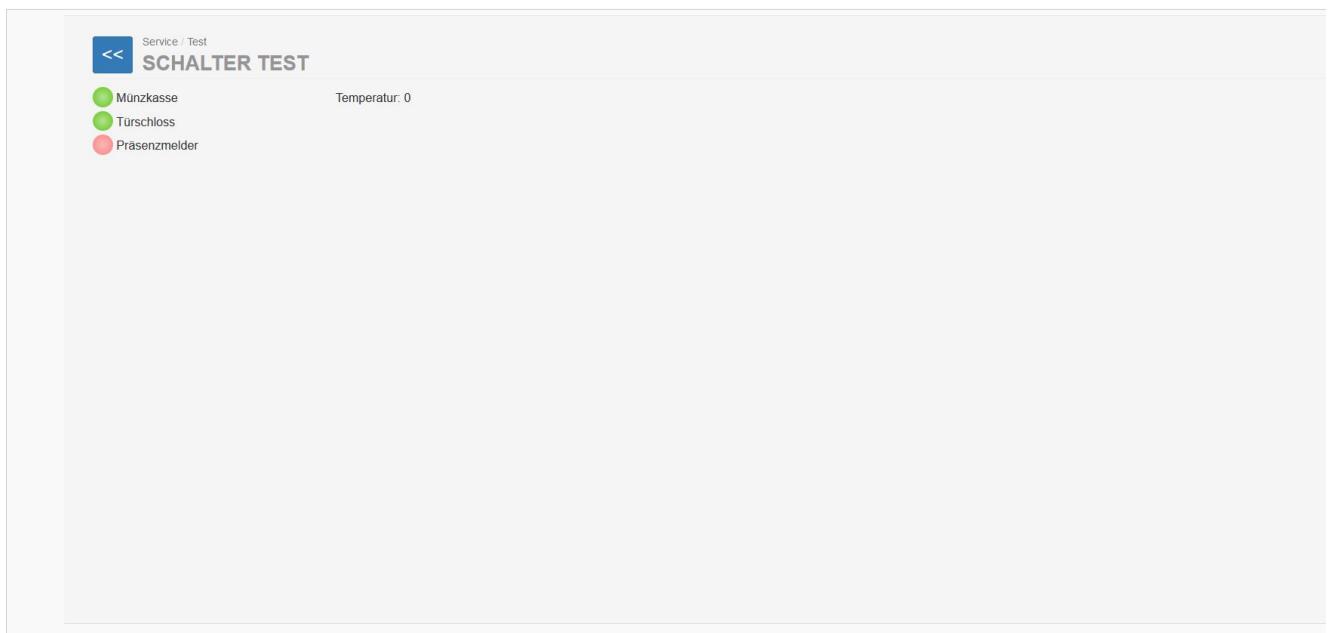 <<
Service / Test
SCHALTER TEST
Münzkasse
Temperatur: 0
Türschloss
Präsenzmelder